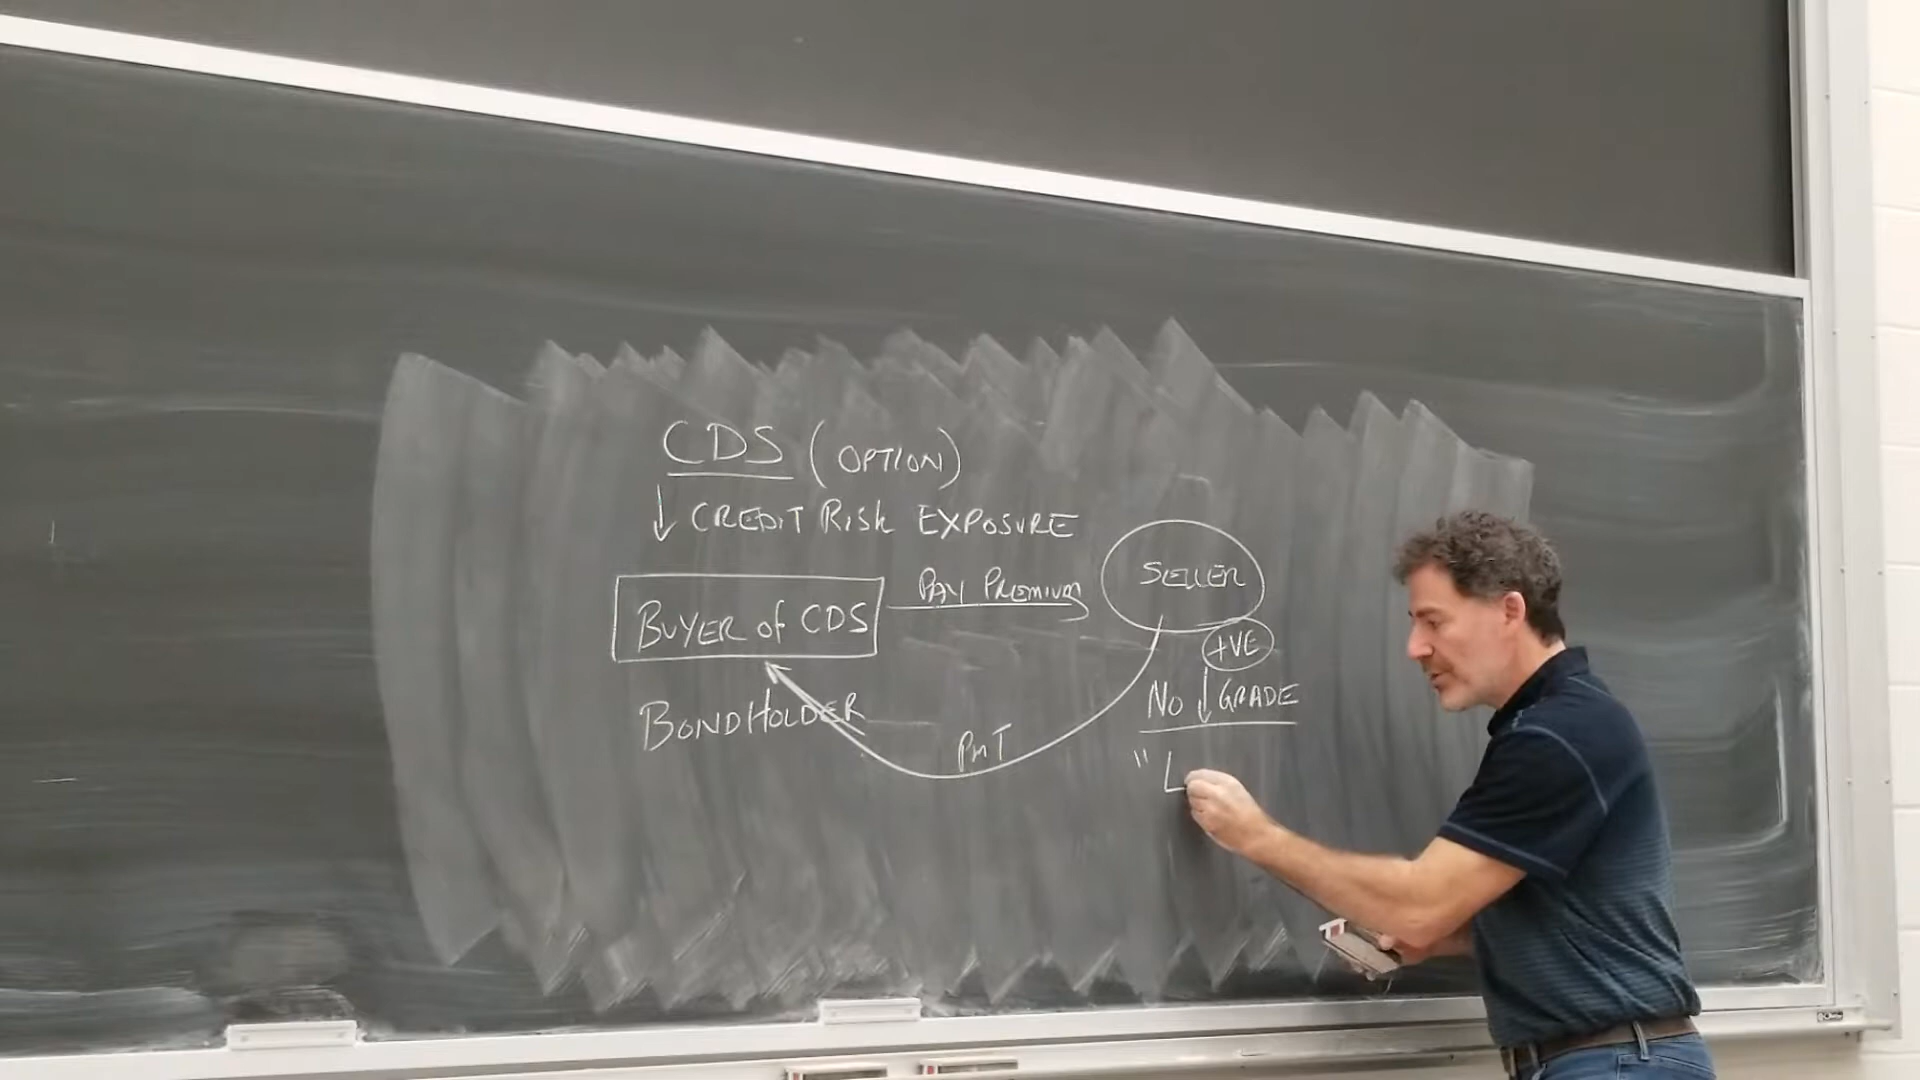 CDS (OPTION)
↓ CREDIT RISK EXPOSURE
BUYER of CDS
PAY PREMIUM
SELLER
+VE
BONDHOLDER
NO ↓ GRADE
PMT
" L